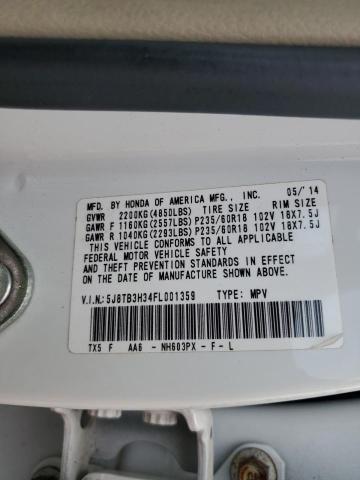 MFD. BY HONDA OF AMERICA MFG., INC. 05/'14
GVWR 2200KG(4850LBS) TIRE SIZE RIM SIZE
GAWR F 1160KG(2557LBS) P235/60R18 102V 18X7.5J
GAWR R 1040KG(2293LBS) P235/60R18 102V 18X7.5J
THIS VEHICLE CONFORMS TO ALL APPLICABLE
FEDERAL MOTOR VEHICLE SAFETY
AND THEFT PREVENTION STANDARDS IN EFFECT
ON THE DATE OF MANUFACTURE SHOWN ABOVE.
V.I.N.:5J8TB3H34FL001359 TYPE: MPV
TX5 F AA6 - NH603PX - F - L